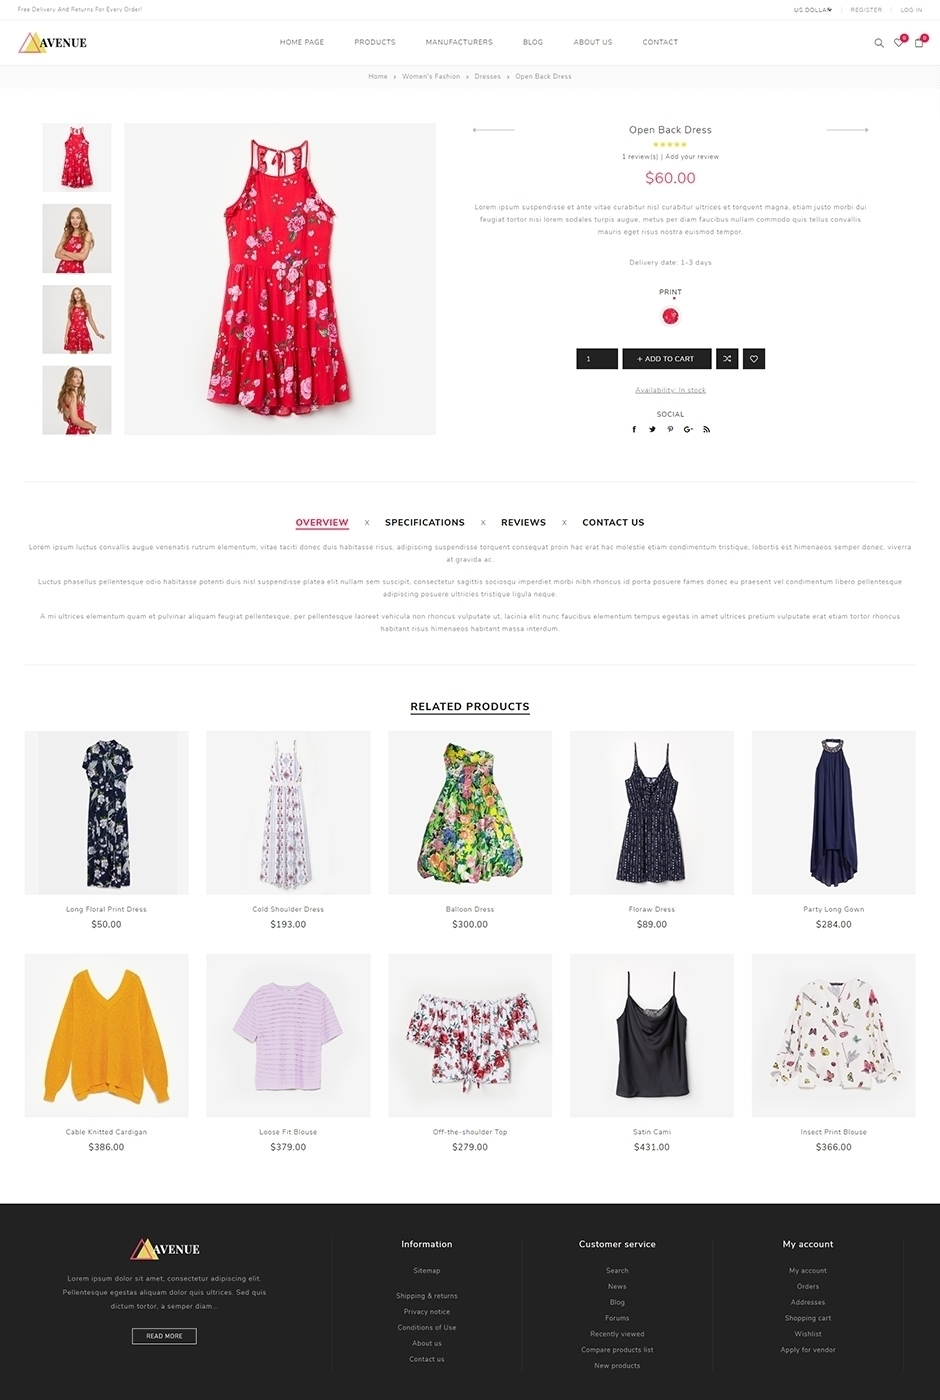 Free Delivery And Returns For Every Order!
US DOLLAR
REGISTER
LOG IN
AVENUE
HOME PAGE
PRODUCTS
MANUFACTURERS
BLOG
ABOUT US
CONTACT
0
0
Home > Women's Fashion > Dresses > Open Back Dress
Open Back Dress
1 review(s) | Add your review
$60.00
Lorem ipsum suspendisse et ante vitae curabitur nisl curabitur ultrices et torquent magna, etiam justo morbi dui
feugiat tortor nisi lorem sodales turpis augue, metus per diam faucibus nullam commodo quis tellus convallis
mauris eget risus nostra euismod tempor.
Delivery date: 1-3 days
PRINT
*
1
+ ADD TO CART
Availability: In stock
SOCIAL
OVERVIEW x SPECIFICATIONS x REVIEWS x CONTACT US
Lorem ipsum luctus convallis augue venenatis rutrum elementum, vitae taciti donec duis habitasse risus, adipiscing suspendisse torquent consequat proin hac erat hac molestie etiam condimentum tristique, lobortis est himenaeos semper donec, viverra
at gravida ac.
Luctus phasellus pellentesque odio habitasse potenti duis nisl suspendisse platea elit nullam sem suscipit, consectetur sagittis sociosqu imperdiet morbi nibh rhoncus id porta posuere fames donec eu praesent vel condimentum libero pellentesque
adipiscing posuere ultricies tristique ligula neque.
A mi ultrices elementum quam et pulvinar aliquam feugiat pellentesque, per pellentesque laoreet vehicula non rhoncus vulputate ut, lacinia elit nunc faucibus elementum tempus egestas in amet ultrices pretium vulputate erat etiam tortor rhoncus
habitant risus himenaeos habitant massa interdum.
RELATED PRODUCTS
Long Floral Print Dress
$50.00
Cold Shoulder Dress
$193.00
Balloon Dress
$300.00
Floraw Dress
$89.00
Party Long Gown
$284.00
Cable Knitted Cardigan
$386.00
Loose Fit Blouse
$379.00
Off-the-shoulder Top
$279.00
Satin Cami
$431.00
Insect Print Blouse
$366.00
AVENUE
Lorem ipsum dolor sit amet, consectetur adipiscing elit.
Pellentesque egestas aliquam dolor quis ultrices. Sed quis
dictum tortor, a semper diam...
READ MORE
Information
Sitemap
Shipping & returns
Privacy notice
Conditions of Use
About us
Contact us
Customer service
Search
News
Blog
Forums
Recently viewed
Compare products list
New products
My account
My account
Orders
Addresses
Shopping cart
Wishlist
Apply for vendor